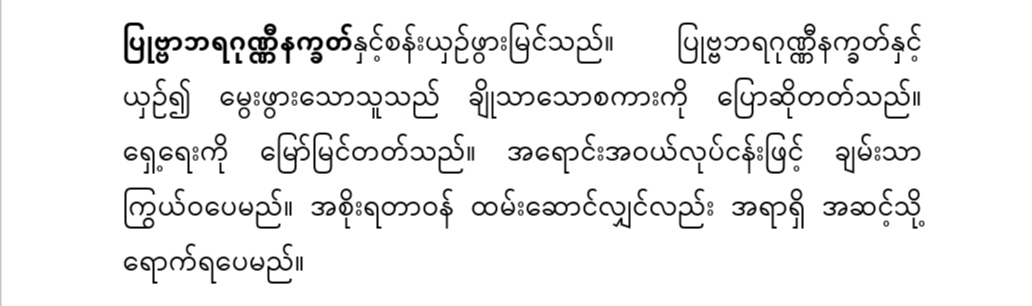 ပြုဗ္ဗာဘရဂုဏ္ဏီနက္ခတ်နှင့်စန်းယှဉ်ဖွားမြင်သည်။ ပြုဗ္ဗဘရဂုဏ္ဏီနက္ခတ်နှင့်
ယှဉ်၍ မွေးဖွားသောသူသည် ချိုသာသောစကားကို ပြောဆိုတတ်သည်။
ရှေ့ရေးကို မြော်မြင်တတ်သည်။ အရောင်းအဝယ်လုပ်ငန်းဖြင့် ချမ်းသာ
ကြွယ်ဝပေမည်။ အစိုးရတာဝန် ထမ်းဆောင်လျှင်လည်း အရာရှိ အဆင့်သို့
ရောက်ရပေမည်။